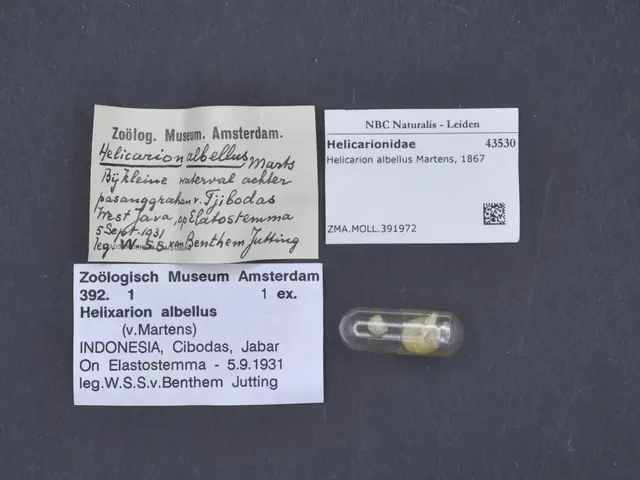 Zoölog. Museum. Amsterdam.
Helicarion albellus, Marts
Bij kleine waterval achter
pasanggrahan v. Tjibodas
West Java, op Elatostemma
5 Sept. 1931
leg. W.S.S. van Benthem Jutting
NBC Naturalis - Leiden
Helicarionidae 43530
Helicarion albellus Martens, 1867
ZMA.MOLL.391972
Zoölogisch Museum Amsterdam
392. 1 1 ex.
Helixarion albellus
(v.Martens)
INDONESIA, Cibodas, Jabar
On Elastostemma - 5.9.1931
leg.W.S.S.v.Benthem Jutting